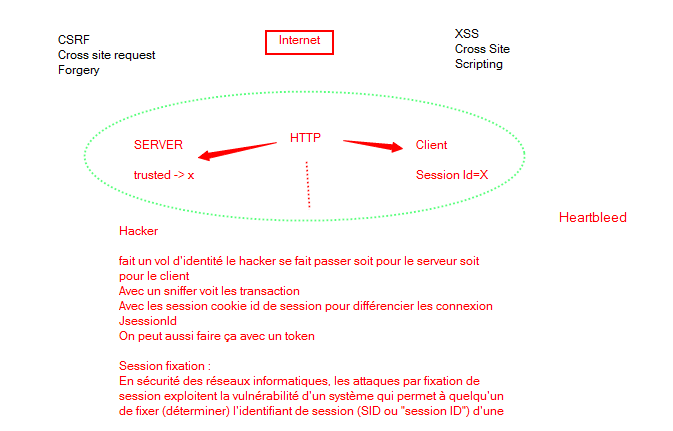 CSRF
Cross site request
Forgery
Internet
XSS
Cross Site
Scripting
SERVER
HTTP
Client
trusted -> x
Session Id=X
Heartbleed
Hacker
fait un vol d'identité le hacker se fait passer soit pour le serveur soit
pour le client
Avec un sniffer voit les transaction
Avec les session cookie id de session pour différencier les connexion
JsessionId
On peut aussi faire ça avec un token
Session fixation :
En sécurité des réseaux informatiques, les attaques par fixation de
session exploitent la vulnérabilité d'un système qui permet à quelqu'un
de fixer (déterminer) l'identifiant de session (SID ou "session ID") d'une